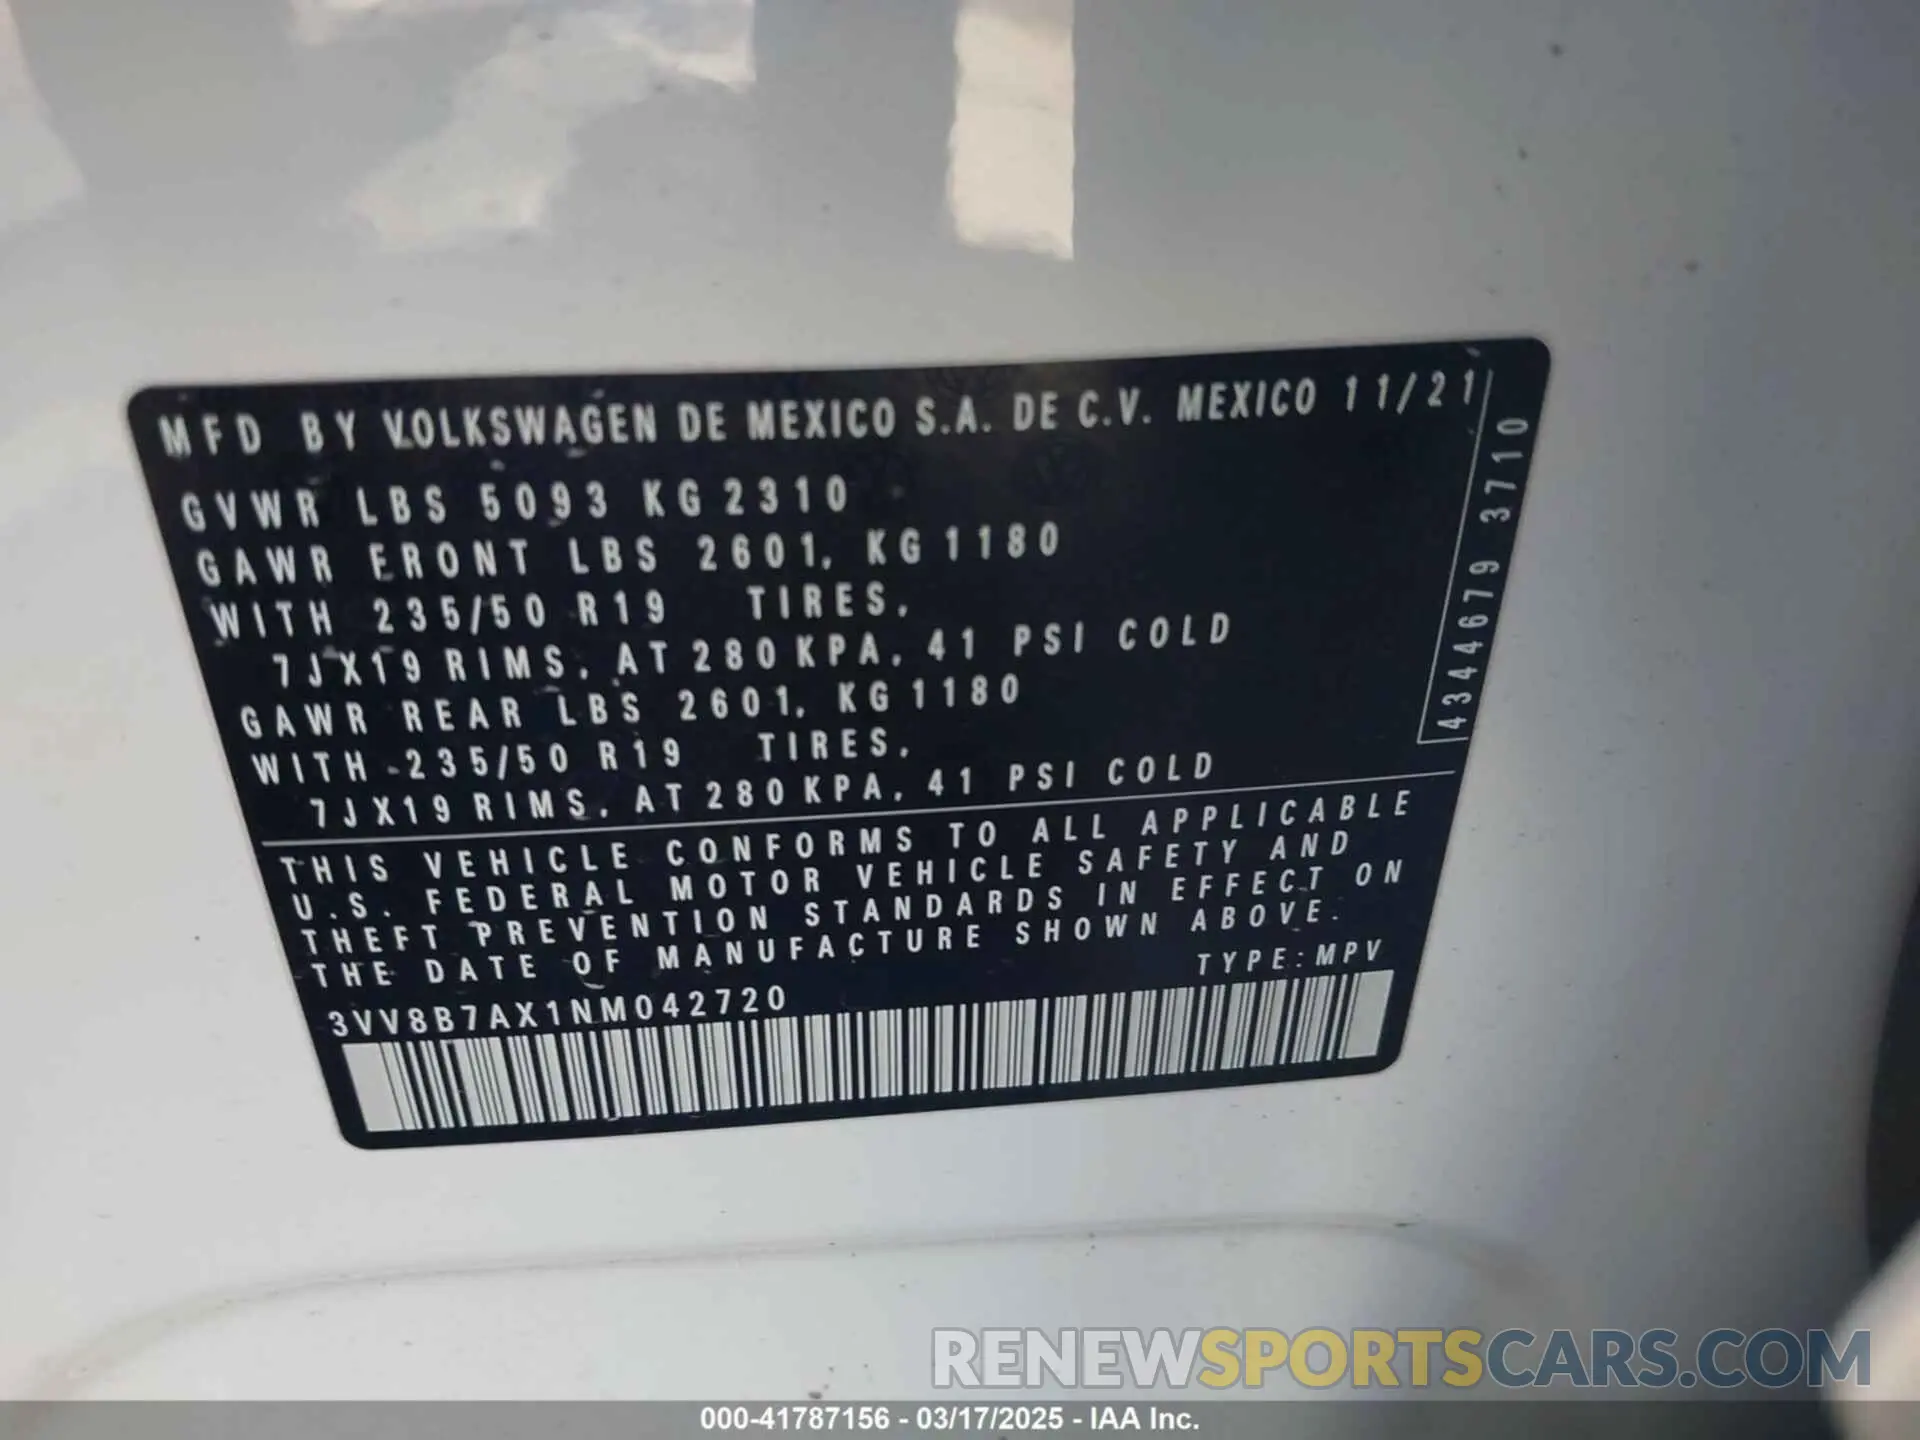 MFD BY VOLKSWAGEN DE MEXICO S.A. DE C.V. MEXICO 11/21
GVWR LBS 5093 KG 2310
GAWR FRONT LBS 2601, KG 1180
WITH 235/50 R19 TIRES,
7JX19 RIMS, AT 280 KPA, 41 PSI COLD
GAWR REAR LBS 2601, KG 1180
WITH 235/50 R19 TIRES,
7JX19 RIMS, AT 280 KPA, 41 PSI COLD
4344679 3710
THIS VEHICLE CONFORMS TO ALL APPLICABLE
U.S. FEDERAL MOTOR VEHICLE SAFETY AND
THEFT PREVENTION STANDARDS IN EFFECT ON
THE DATE OF MANUFACTURE SHOWN ABOVE.
TYPE:MPV
3VV8B7AX1NM042720
RENEWSPORTSCARS.COM
000-41787156 - 03/17/2025 - IAA Inc.